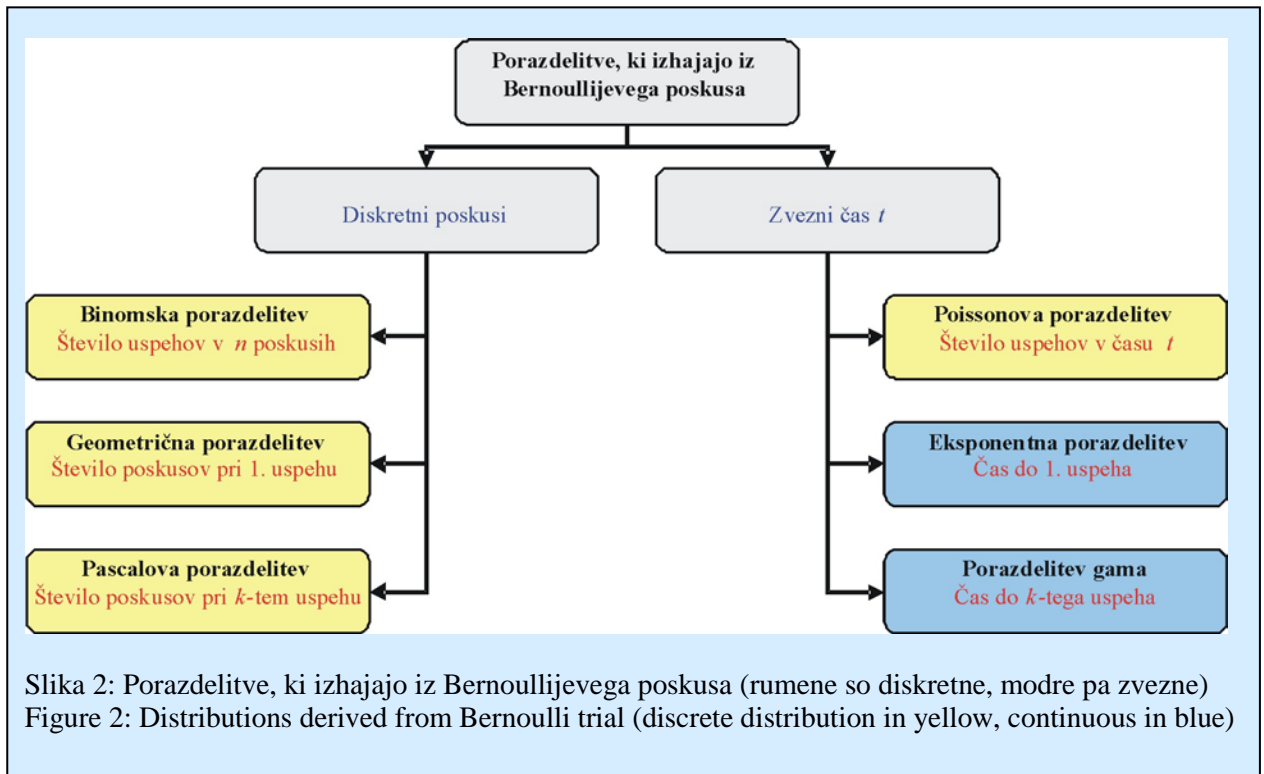 Porazdelitve, ki izhajajo iz
Bernoullijevega poskusa
Diskretni poskusi
Zvezni čas t
Binomska porazdelitev
Število uspehov v n poskusih
Poissonova porazdelitev
Število uspehov v času t
Geometrična porazdelitev
Število poskusov pri 1. uspehu
Eksponentna porazdelitev
Čas do 1. uspeha
Pascalova porazdelitev
Število poskusov pri k-tem uspehu
Porazdelitev gama
Čas do k-tega uspeha
Slika 2: Porazdelitve, ki izhajajo iz Bernoullijevega poskusa (rumene so diskretne, modre pa zvezne)
Figure 2: Distributions derived from Bernoulli trial (discrete distribution in yellow, continuous in blue)